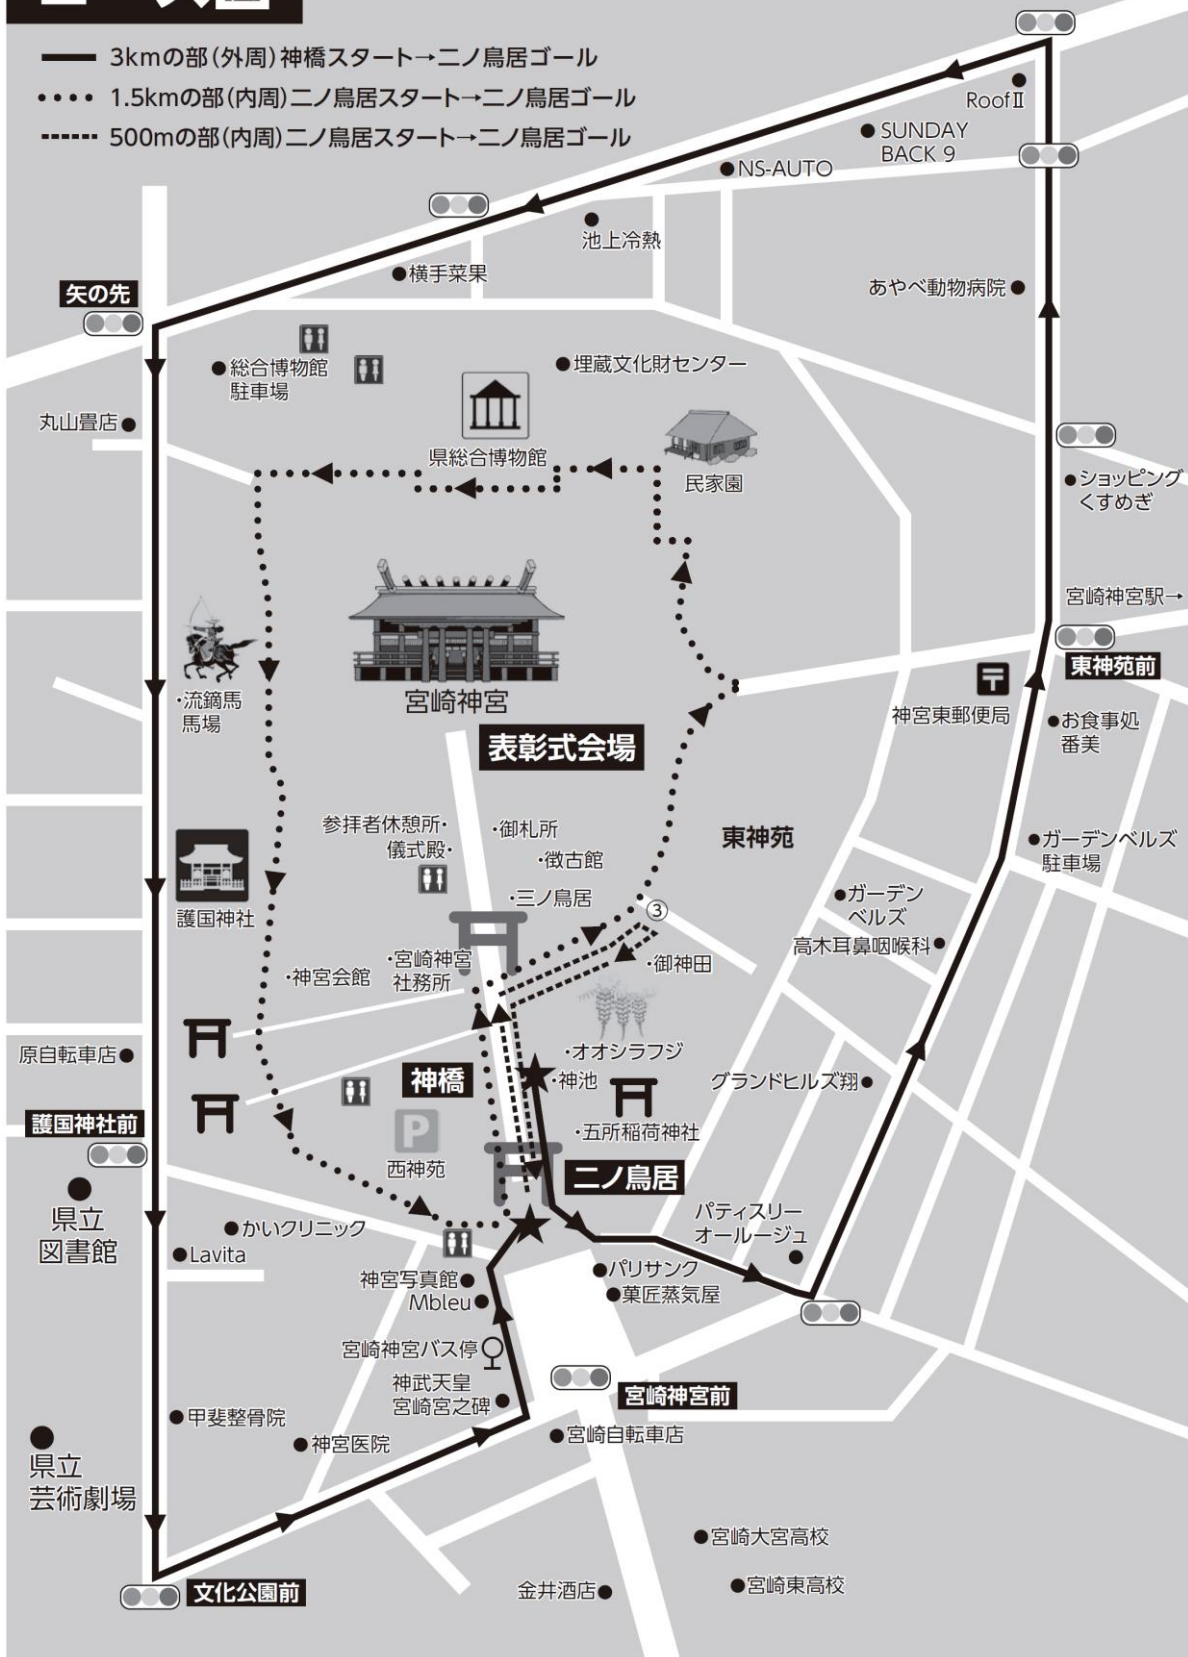 3kmの部(外周)神橋スタート→二ノ鳥居ゴール
1.5kmの部(内周)二ノ鳥居スタート→二ノ鳥居ゴール
500mの部(内周)二ノ鳥居スタート→二ノ鳥居ゴール
RoofⅡ
SUNDAY
BACK 9
NS-AUTO
池上冷熱
横手菜果
あやべ動物病院
矢の先
総合博物館
駐車場
埋蔵文化財センター
丸山畳店
県総合博物館
民家園
ショッピング
くすめぎ
宮崎神宮駅→
東神苑前
〒
神宮東郵便局
お食事処
番美
・流鏑馬
馬場
宮崎神宮
表彰式会場
参拝者休憩所・
儀式殿・
・御札所
・徴古館
東神苑
ガーデンベルズ
駐車場
・三ノ鳥居
③
ガーデン
ベルズ
高木耳鼻咽喉科
護国神社
・神宮会館
・宮崎神宮
社務所
・御神田
・オオシラフジ
原自転車店
神橋
・神池
グランドヒルズ翔
護国神社前
P
西神苑
・五所稲荷神社
二ノ鳥居
県立
図書館
かいクリニック
Lavita
パティスリー
オールージュ
神宮写真館
Mbleu
パリサンク
菓匠蒸気屋
宮崎神宮バス停
神武天皇
宮崎宮之碑
宮崎神宮前
甲斐整骨院
神宮医院
宮崎自転車店
県立
芸術劇場
宮崎大宮高校
宮崎東高校
金井酒店
文化公園前